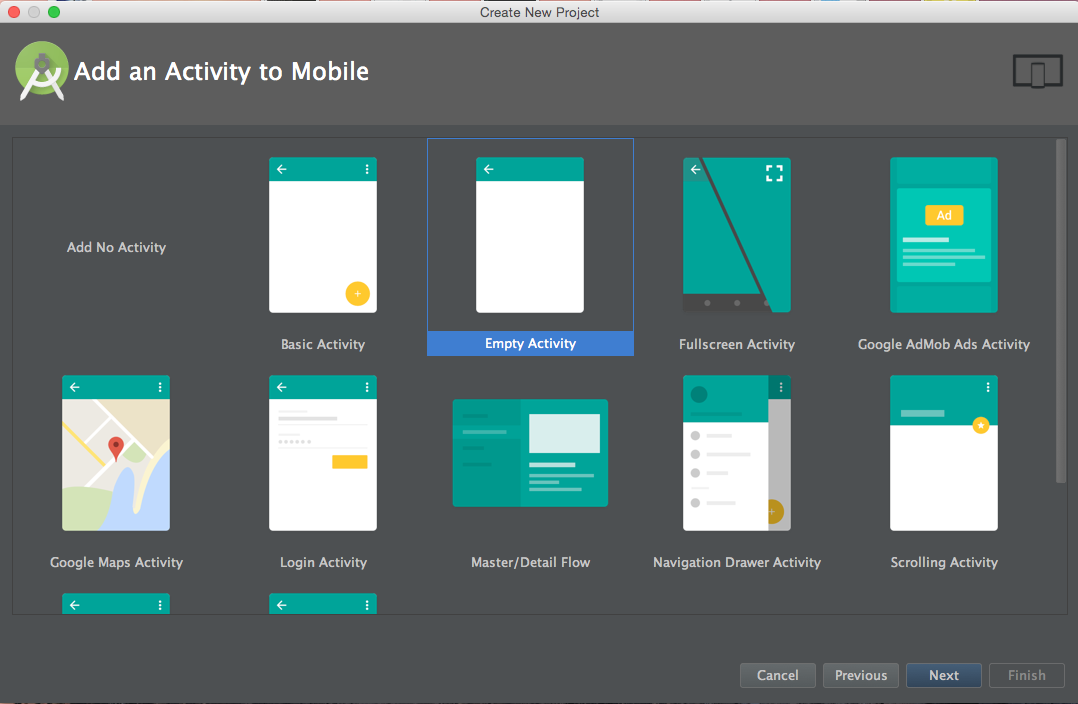 Create New Project
Add an Activity to Mobile
Add No Activity
Basic Activity
Empty Activity
Fullscreen Activity
Ad
Google AdMob Ads Activity
Google Maps Activity
Login Activity
Master/Detail Flow
Navigation Drawer Activity
Scrolling Activity
Cancel
Previous
Next
Finish